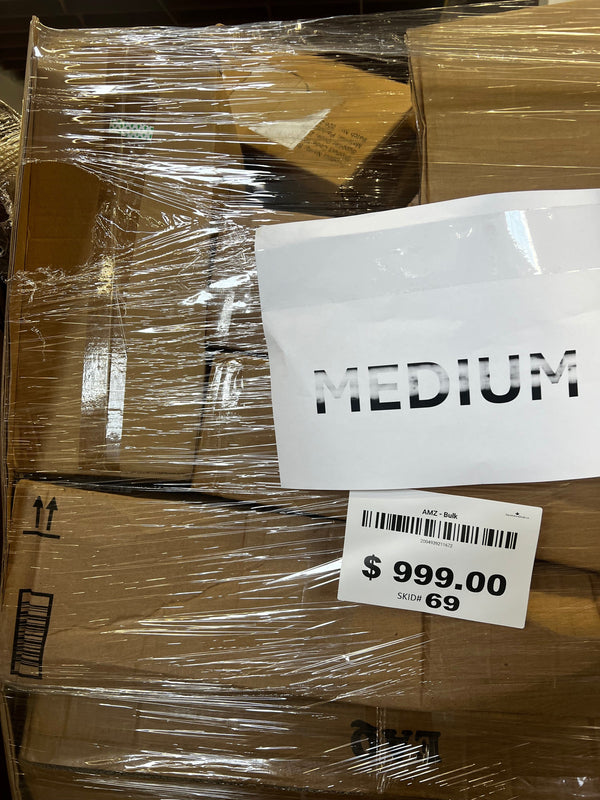 MEDIUM
AMZ - Bulk
$ 999.00
SKID# 69